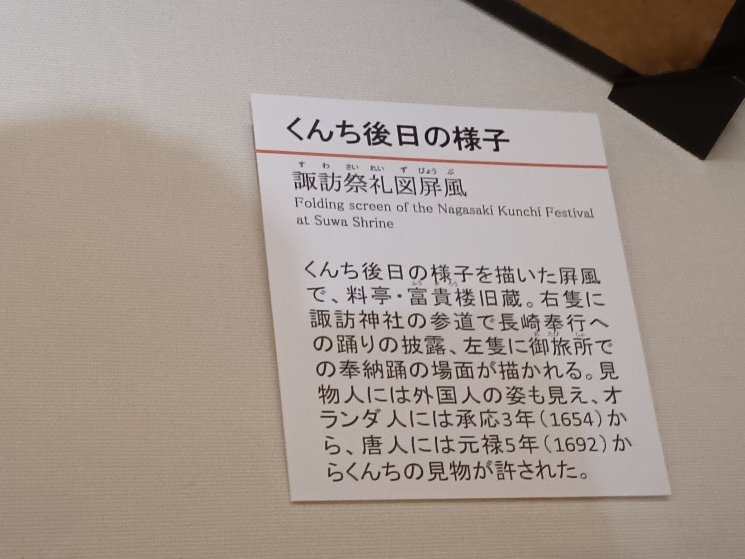 くんち後日の様子
す わ さい れい ず びょう ぶ
諏訪祭礼図屏風
Folding screen of the Nagasaki Kunchi Festival
at Suwa Shrine
くんち後日の様子を描いた屏風
で、料亭・富貴楼旧蔵。右隻に
諏訪神社の参道で長崎奉行へ
の踊りの披露、左隻に御旅所で
の奉納踊の場面が描かれる。見
物人には外国人の姿も見え、オ
ランダ人には承応3年（1654）か
ら、唐人には元禄5年（1692）か
らくんちの見物が許された。